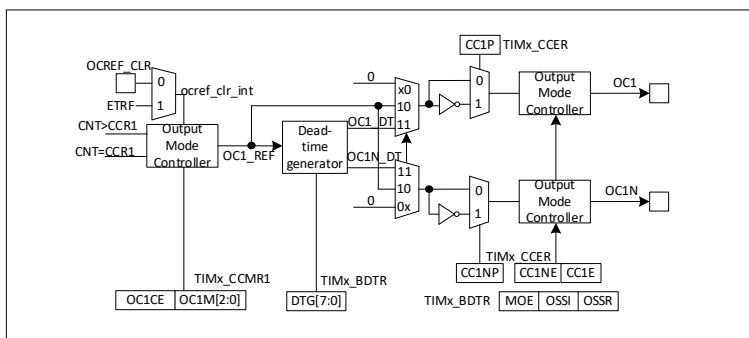 CC1P TIMx_CCER
OCREF_CLR
0
1
ocref_clr_int
ETRF
CNT>CCR1
CNT=CCR1
Output
Mode
Controller
OC1_REF
Dead-
time
generator
OC1_DT
OC1N_DT
0
x0
10
11
0
1
Output
Mode
Controller
OC1
11
10
0x
0
0
1
Output
Mode
Controller
OC1N
TIMx_CCER
CC1NP
CC1NE CC1E
TIMx_CCMR1
OC1CE OC1M[2:0]
TIMx_BDTR
DTG[7:0]
TIMx_BDTR
MOE OSSI OSSR